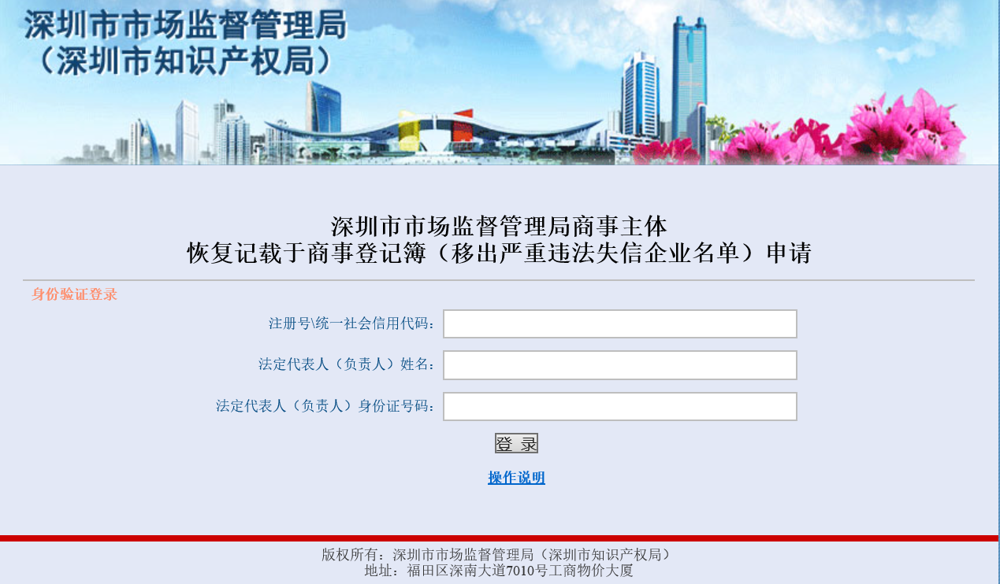 深圳市市场监督管理局
（深圳市知识产权局）
深圳市市场监督管理局商事主体
恢复记载于商事登记簿（移出严重违法失信企业名单）申请
身份验证登录
注册号\统一社会信用代码：
法定代表人（负责人）姓名：
法定代表人（负责人）身份证号码：
登 录
操作说明
版权所有：深圳市市场监督管理局（深圳市知识产权局）
地址：福田区深南大道7010号工商物价大厦